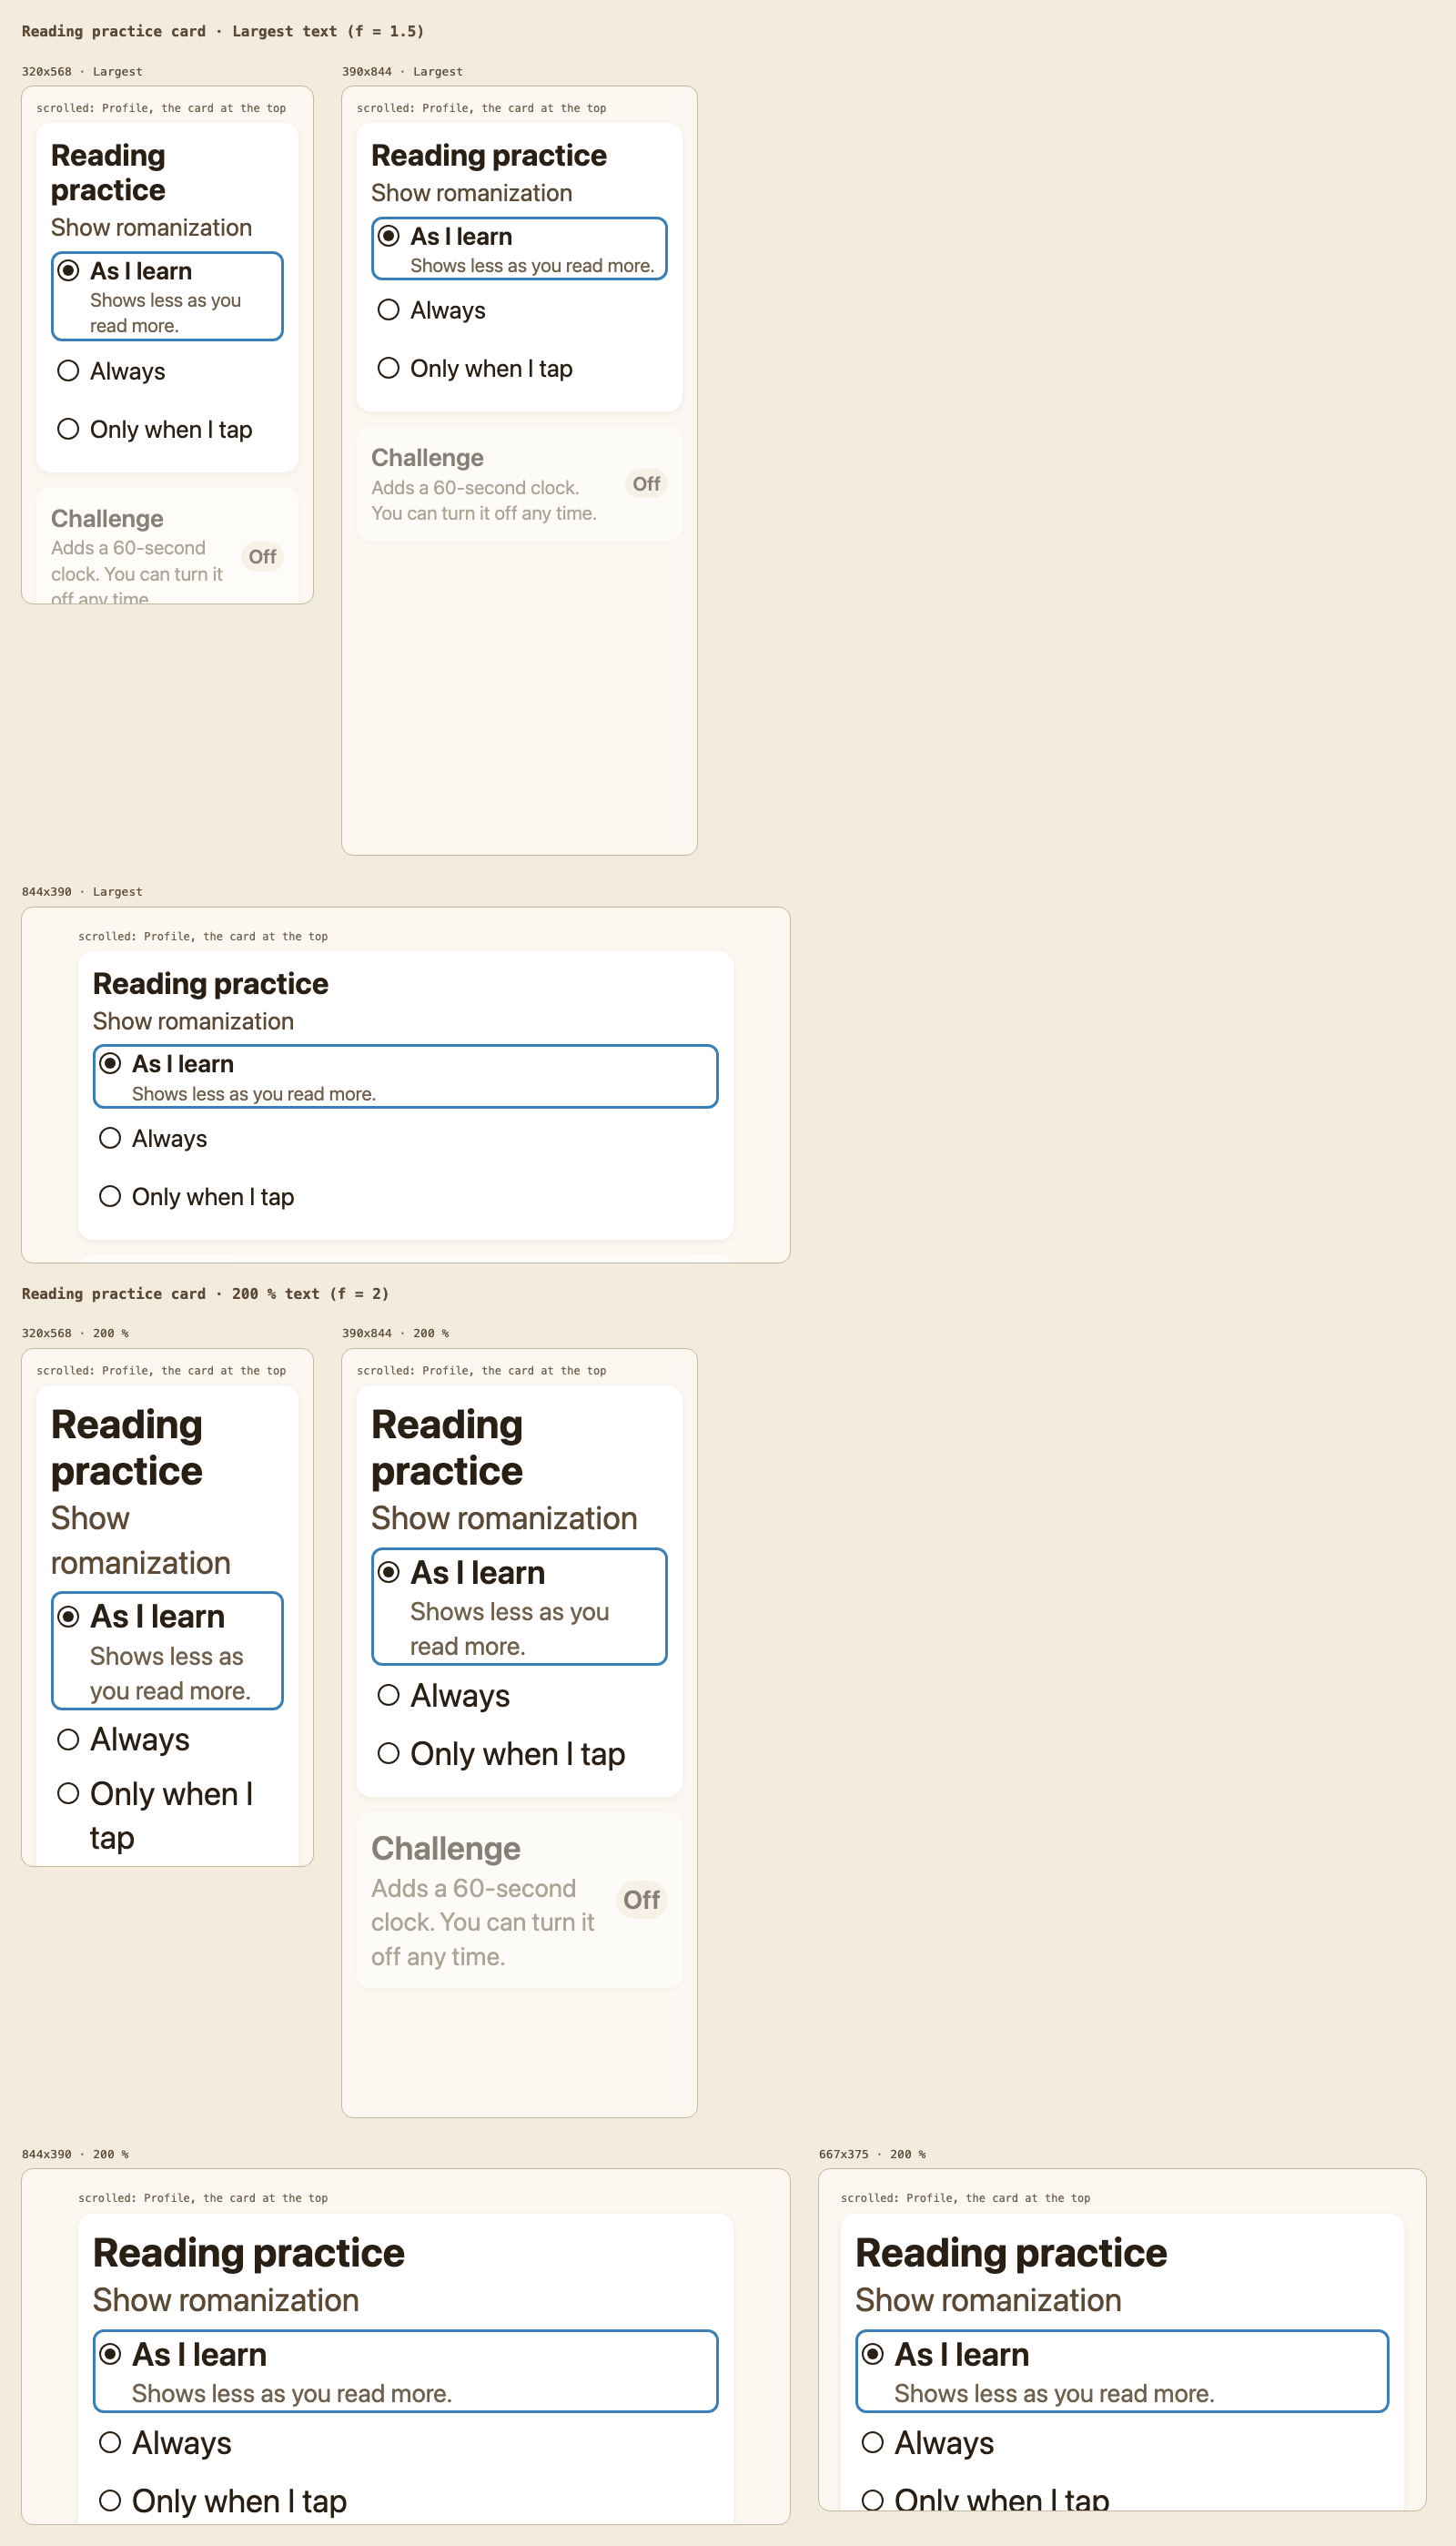 Reading practice card · Largest text (f = 1.5)
320x568 · Largest
scrolled: Profile, the card at the top
Reading
practice
Show romanization
As I learn
Shows less as you
read more.
Always
Only when I tap
Challenge
Adds a 60-second
clock. You can turn it
off any time.
Off
390x844 · Largest
scrolled: Profile, the card at the top
Reading practice
Show romanization
As I learn
Shows less as you read more.
Always
Only when I tap
Challenge
Adds a 60-second clock.
You can turn it off any time.
Off
844x390 · Largest
scrolled: Profile, the card at the top
Reading practice
Show romanization
As I learn
Shows less as you read more.
Always
Only when I tap
Reading practice card · 200 % text (f = 2)
320x568 · 200 %
scrolled: Profile, the card at the top
Reading
practice
Show
romanization
As I learn
Shows less as
you read more.
Always
Only when I
tap
390x844 · 200 %
scrolled: Profile, the card at the top
Reading
practice
Show romanization
As I learn
Shows less as you
read more.
Always
Only when I tap
Challenge
Adds a 60-second
clock. You can turn it
off any time.
Off
844x390 · 200 %
scrolled: Profile, the card at the top
Reading practice
Show romanization
As I learn
Shows less as you read more.
Always
Only when I tap
667x375 · 200 %
scrolled: Profile, the card at the top
Reading practice
Show romanization
As I learn
Shows less as you read more.
Always
Only when I tap